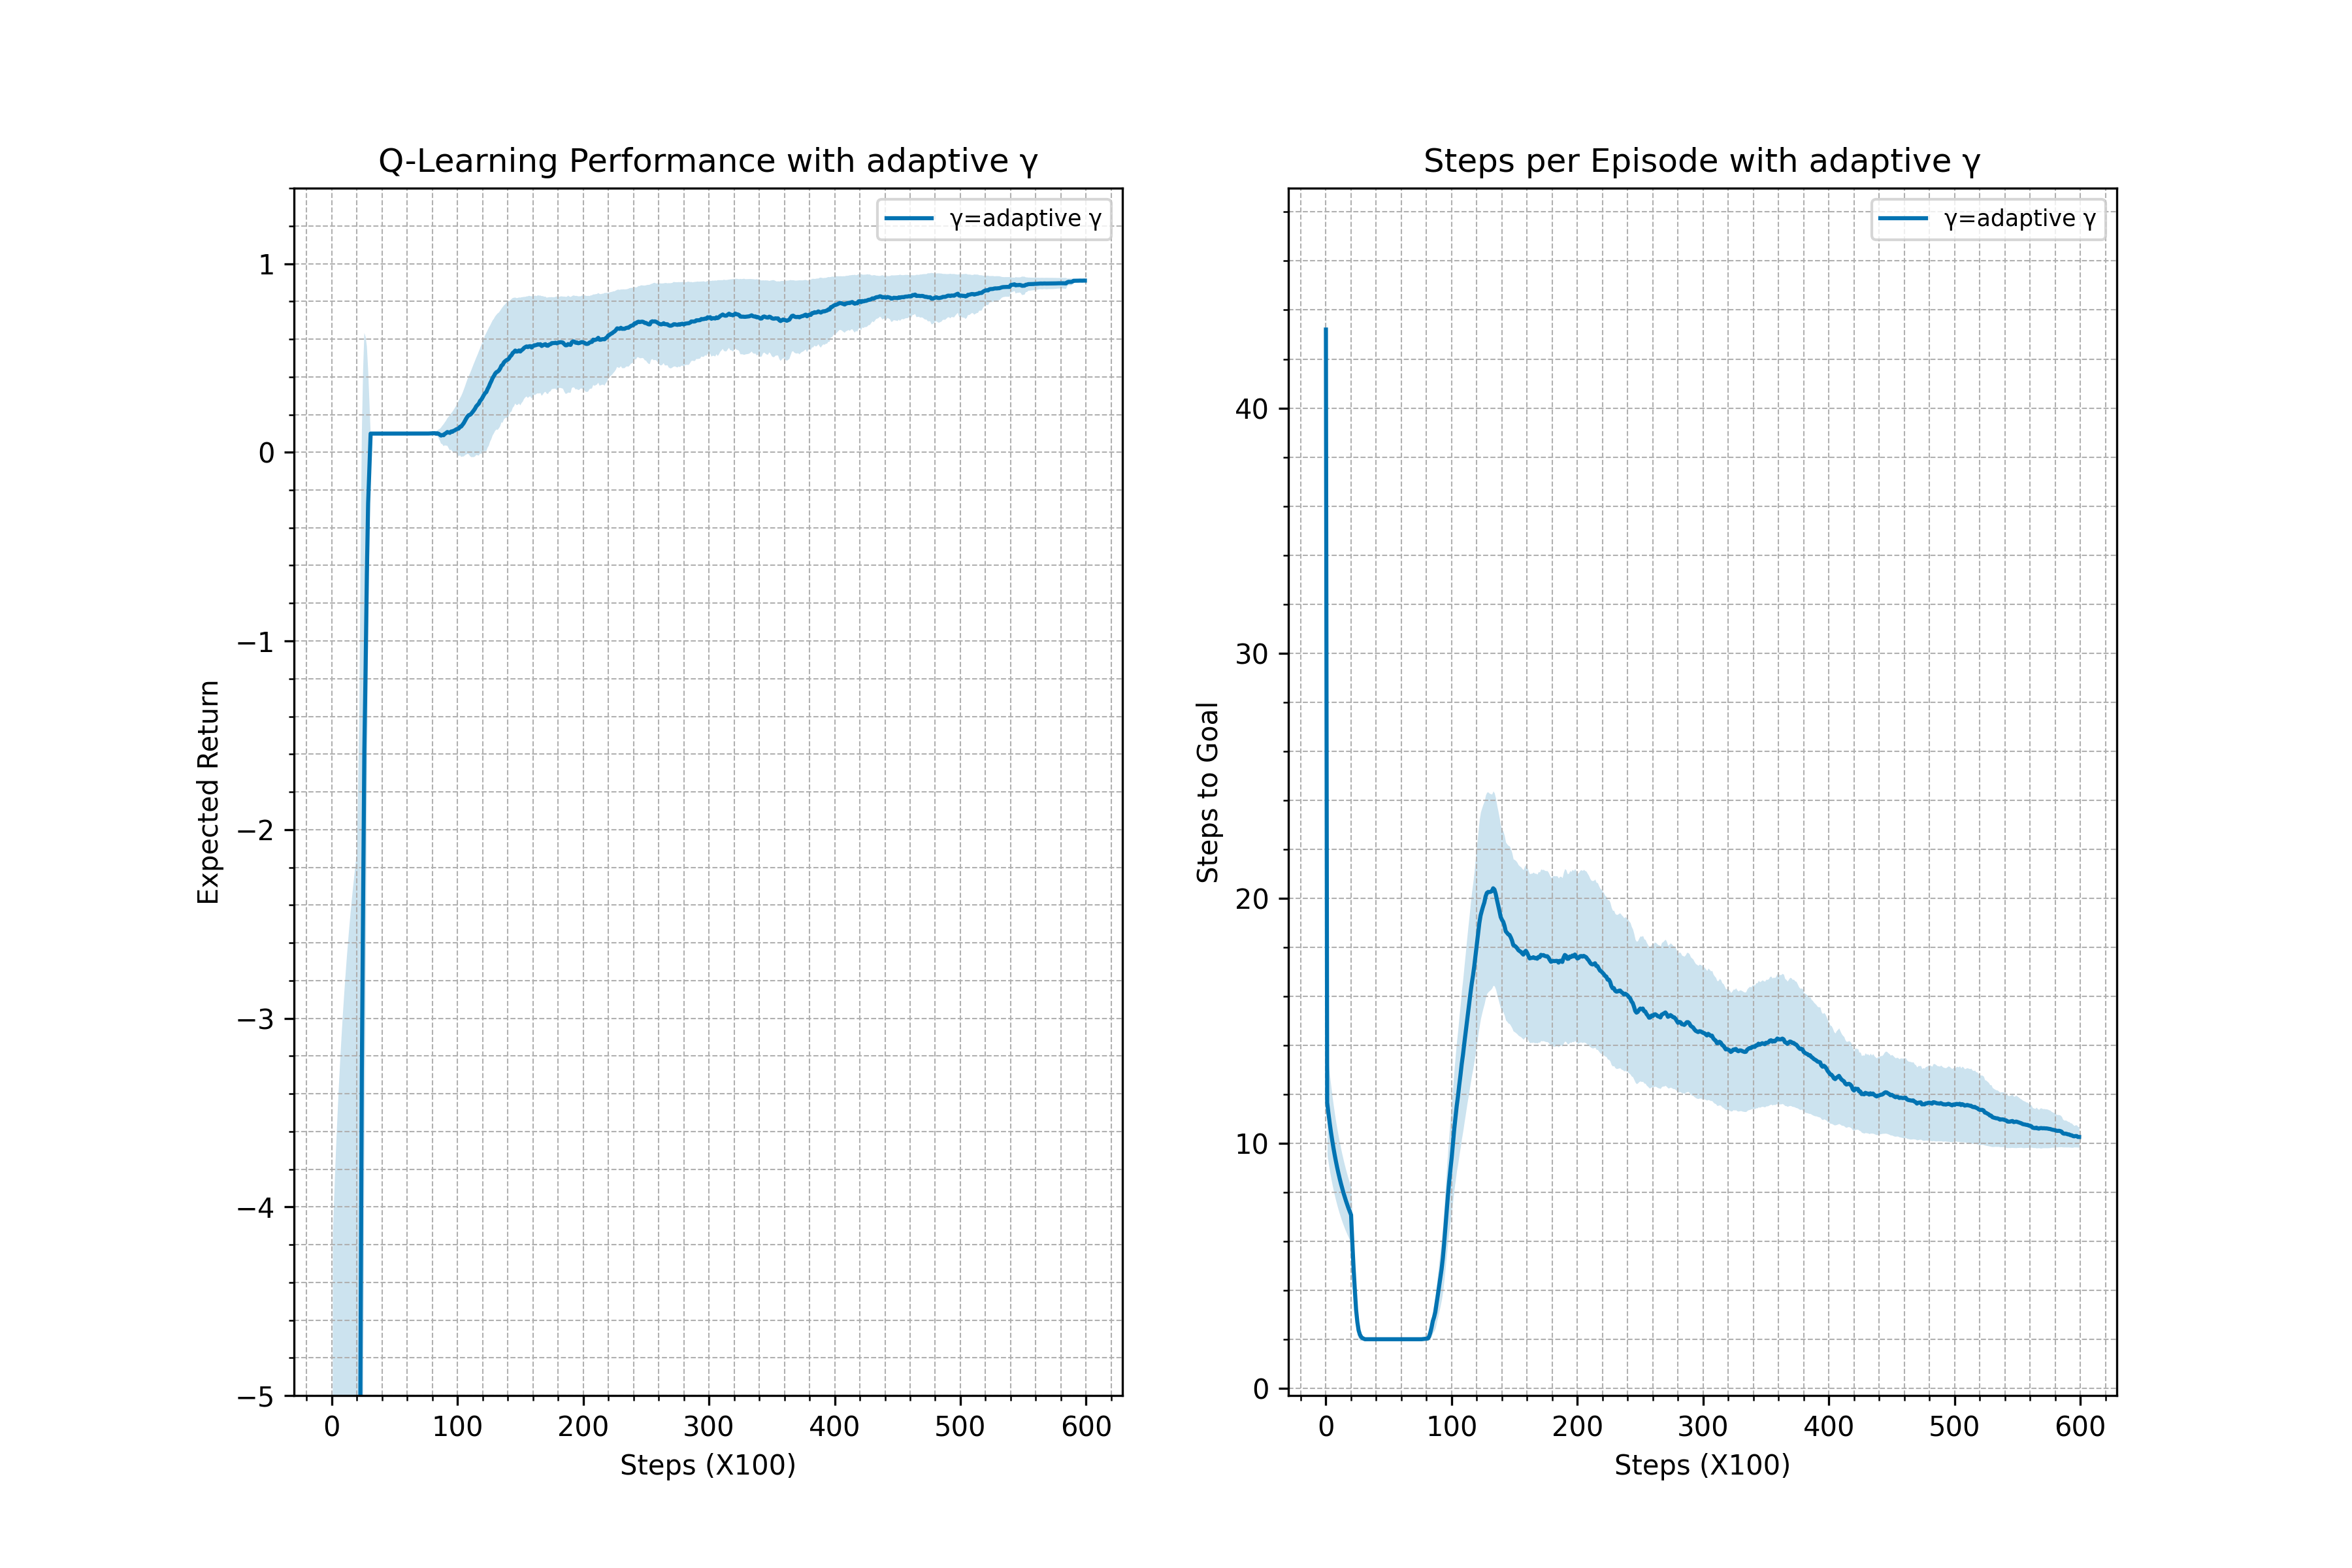 Q-Learning Performance with adaptive γ
γ=adaptive γ
Expected Return
1
0
−1
−2
−3
−4
−5
0 100 200 300 400 500 600
Steps (X100)
Steps per Episode with adaptive γ
γ=adaptive γ
Steps to Goal
40
30
20
10
0
0 100 200 300 400 500 600
Steps (X100)